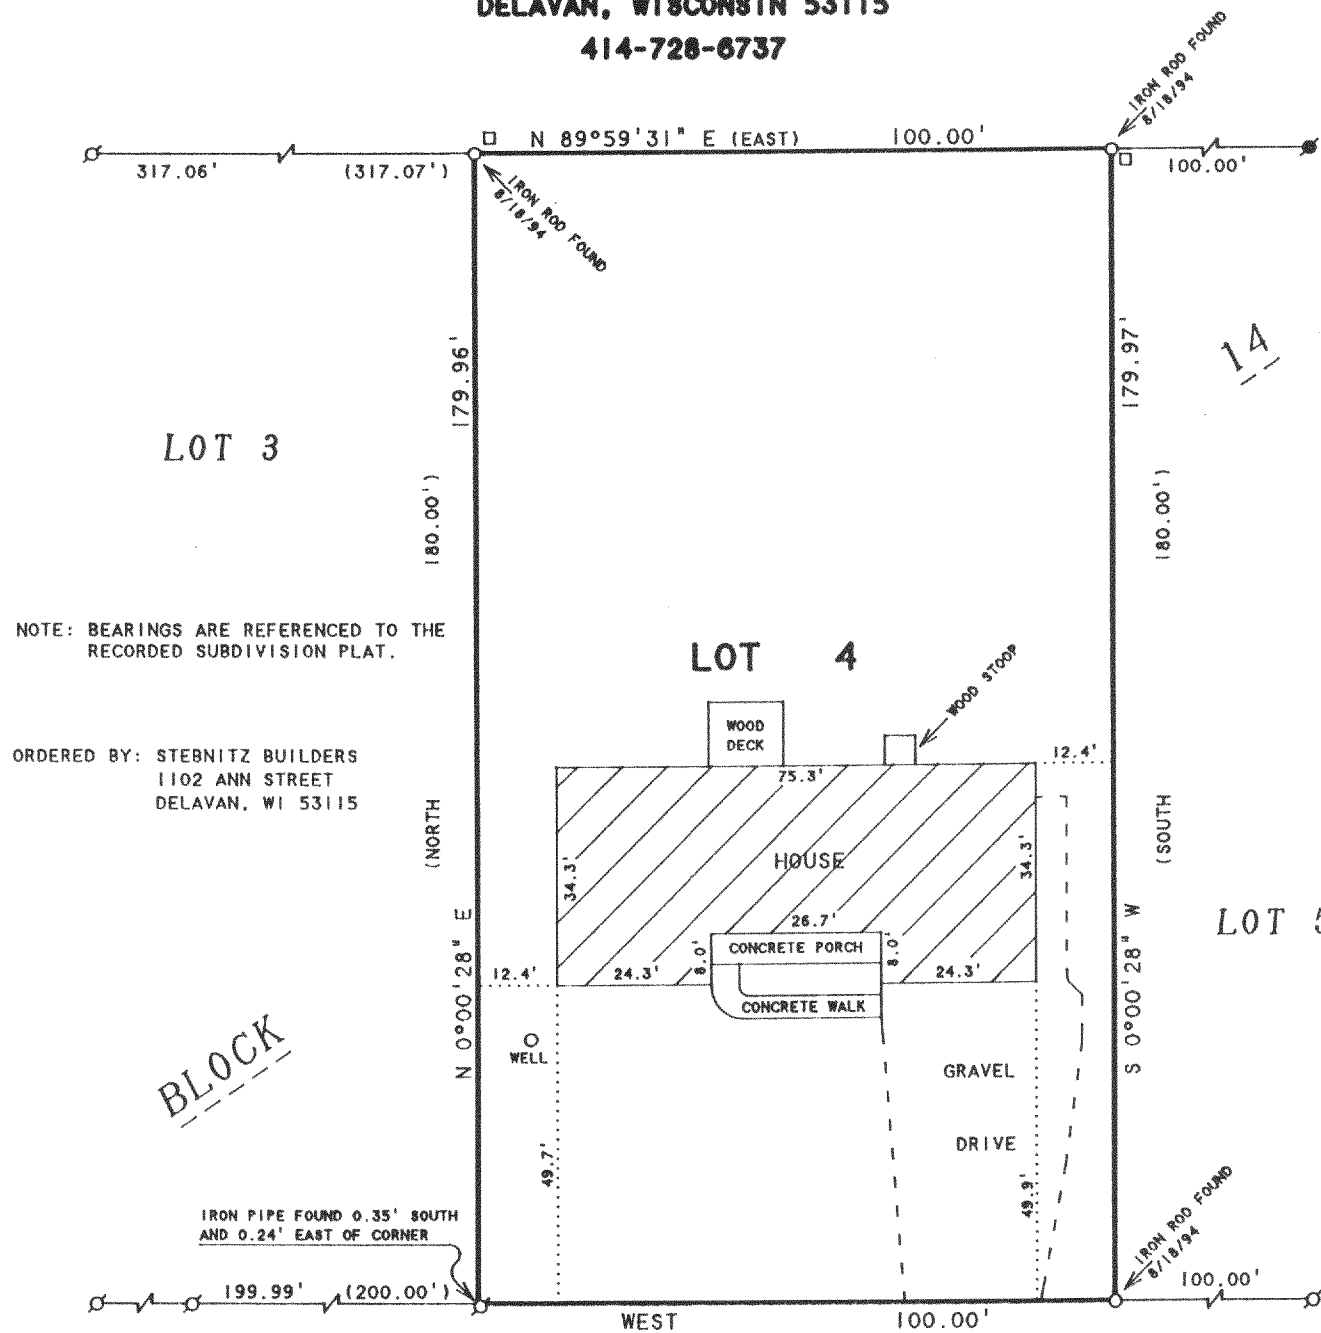 DELAVAN, WISCONSIN 53115
414-728-6737
IRON ROD FOUND
8/18/94
N 89°59'31" E (EAST) 100.00'
317.06' (317.07')
100.00'
IRON ROD FOUND
8/18/94
179.96'
179.97'
14
LOT 3
180.00')
180.00')
NOTE: BEARINGS ARE REFERENCED TO THE
RECORDED SUBDIVISION PLAT.
LOT 4
WOOD STOOP
WOOD
DECK
ORDERED BY: STEBNITZ BUILDERS
1102 ANN STREET
DELAVAN, WI 53115
12.4'
75.3'
(NORTH
(SOUTH
HOUSE
34.3'
34.3'
26.7'
N 0°00'28" E
S 0°00'28" W
LOT
8.0'
CONCRETE PORCH
8.0'
12.4'
24.3'
24.3'
CONCRETE WALK
WELL
BLOCK
GRAVEL
DRIVE
49.7'
49.9'
IRON PIPE FOUND 0.35' SOUTH
AND 0.24' EAST OF CORNER
IRON ROD FOUND
8/18/94
199.99' (200.00')
100.00'
WEST 100.00'